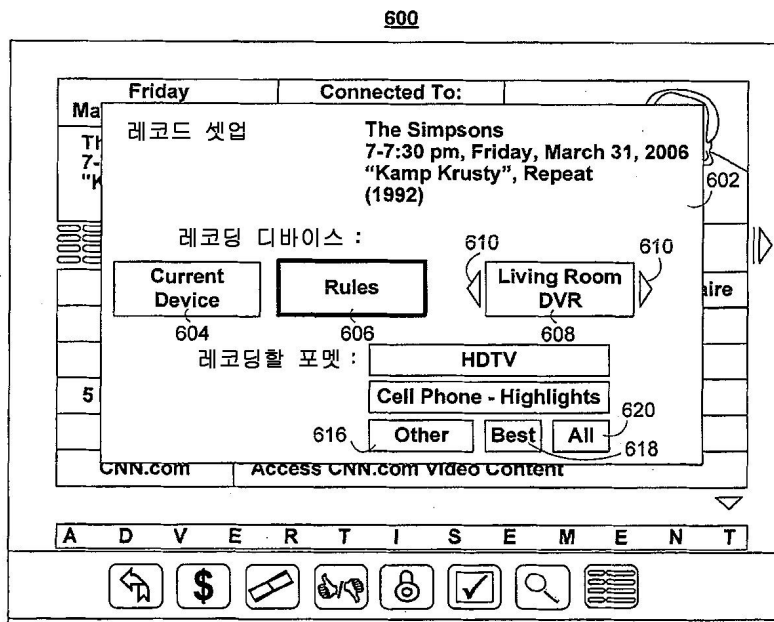 600
Friday
Connected To:
Ma
레코드 셋업
The Simpsons
7-7:30 pm, Friday, March 31, 2006
"Kamp Krusty", Repeat
(1992)
Th
7-
"K
602
레코딩 디바이스 :
610
610
Current
Device
Rules
Living Room
DVR
aire
604
606
608
레코딩할 포멧 :
HDTV
5
Cell Phone - Highlights
620
616
Other
Best
All
618
CNN.com
Access CNN.com Video Content
A D V E R T I S E M E N T
$